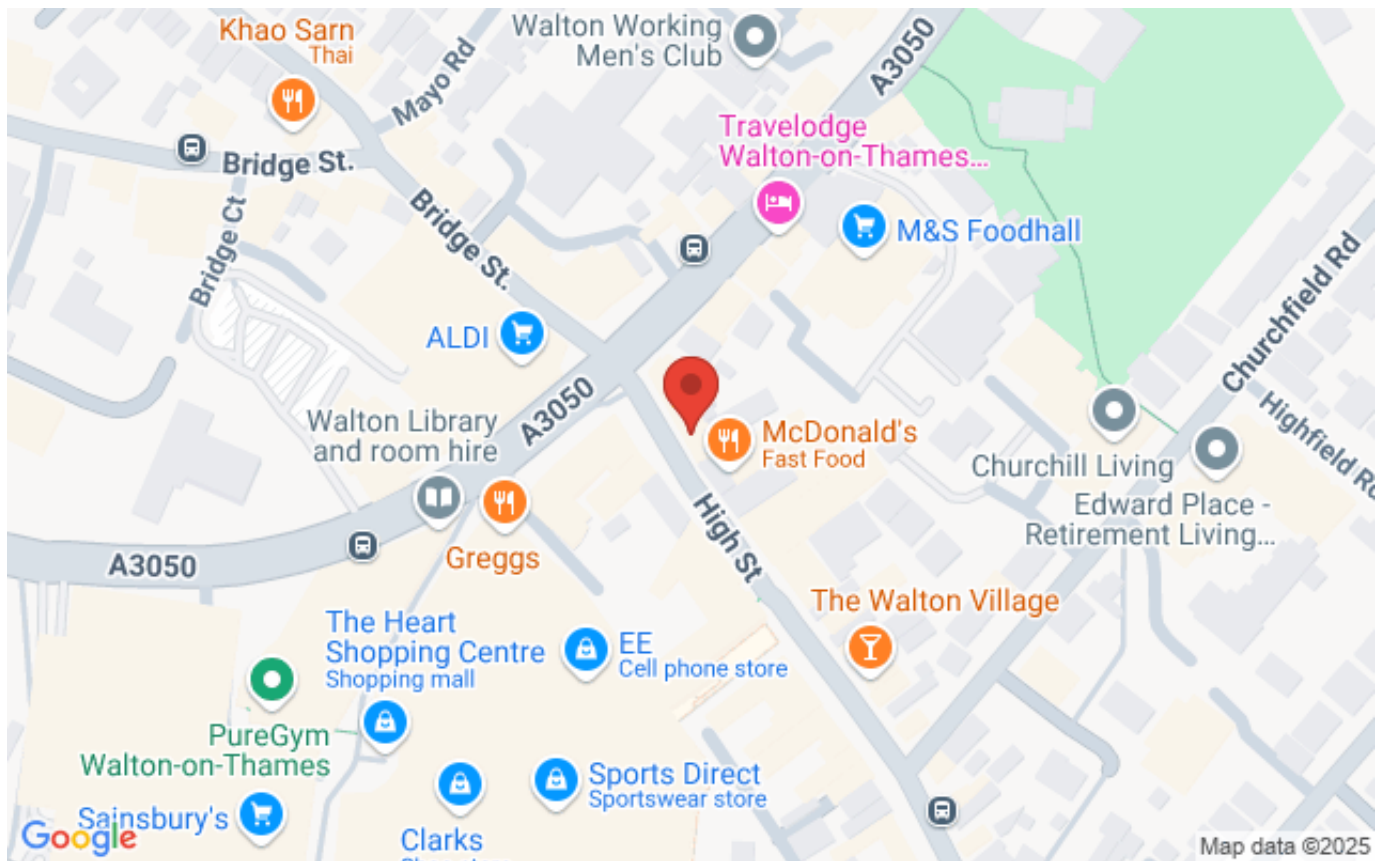 Khao Sarn
Thai
Mayo Rd
Walton Working
Men's Club
A3050
Travelodge
Walton-on-Thames...
Bridge St.
Bridge Ct
Bridge St.
M&S Foodhall
Churchfield Rd
Highfield Rd
ALDI
A3050
Walton Library
and room hire
McDonald's
Fast Food
Churchill Living
Edward Place -
Retirement Living...
High St
A3050
Greggs
The Walton Village
The Heart
Shopping Centre
Shopping mall
EE
Cell phone store
PureGym
Walton-on-Thames
Sports Direct
Sportswear store
Sainsbury's
Clarks
Google
Map data ©2025